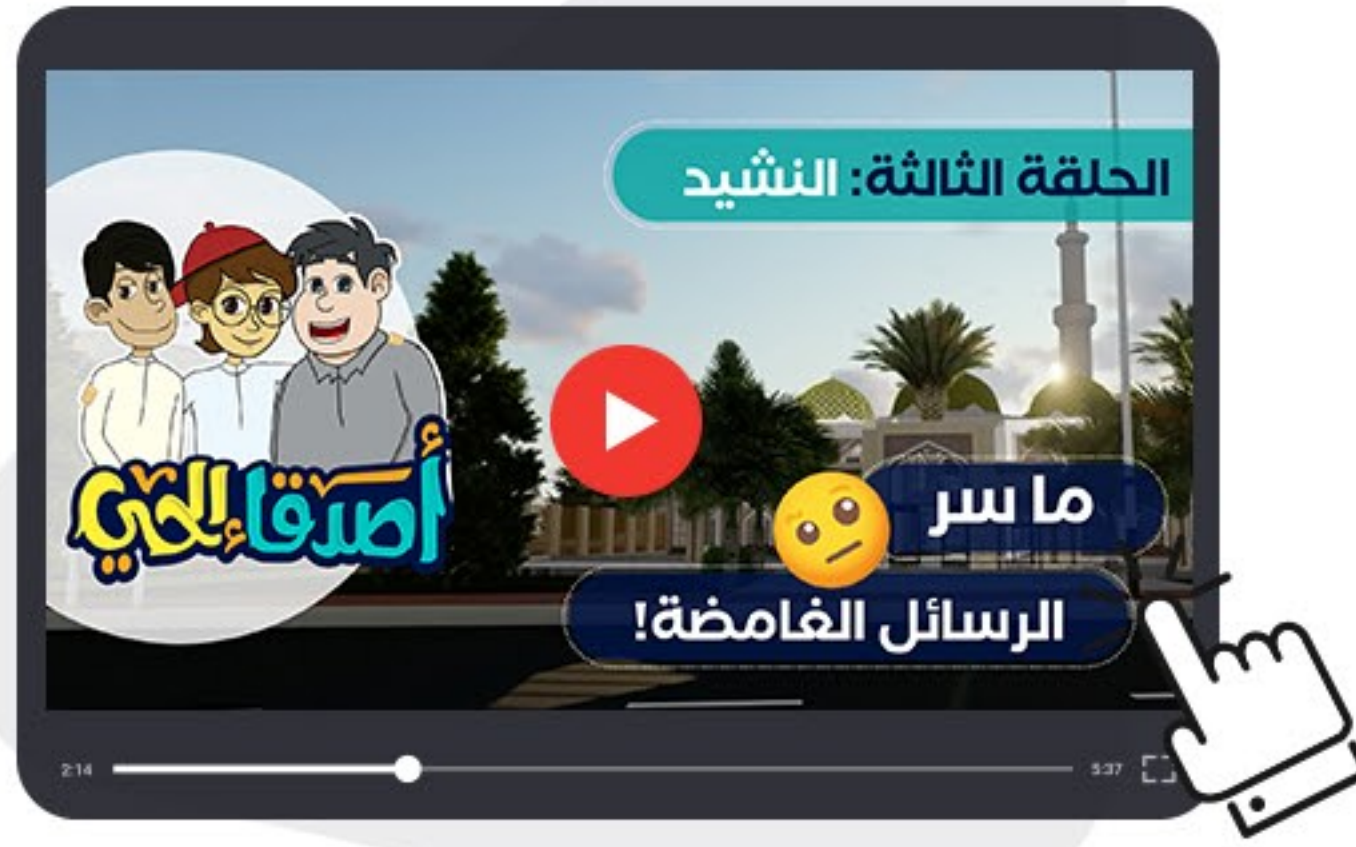 الحلقة الثالثة: النشيد
أصدقاء الحي
ما سر
الرسائل الغامضة!
2:14
5:37